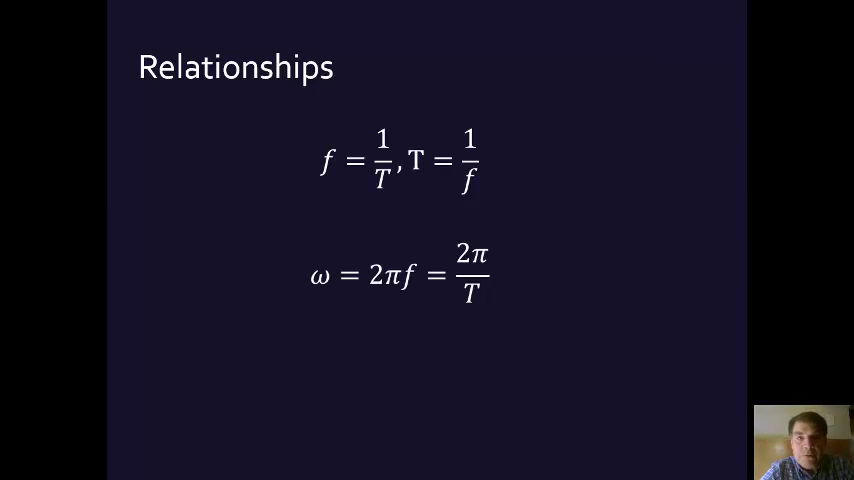 Relationships
f = 1/T, T = 1/f
ω = 2πf = 2π/T